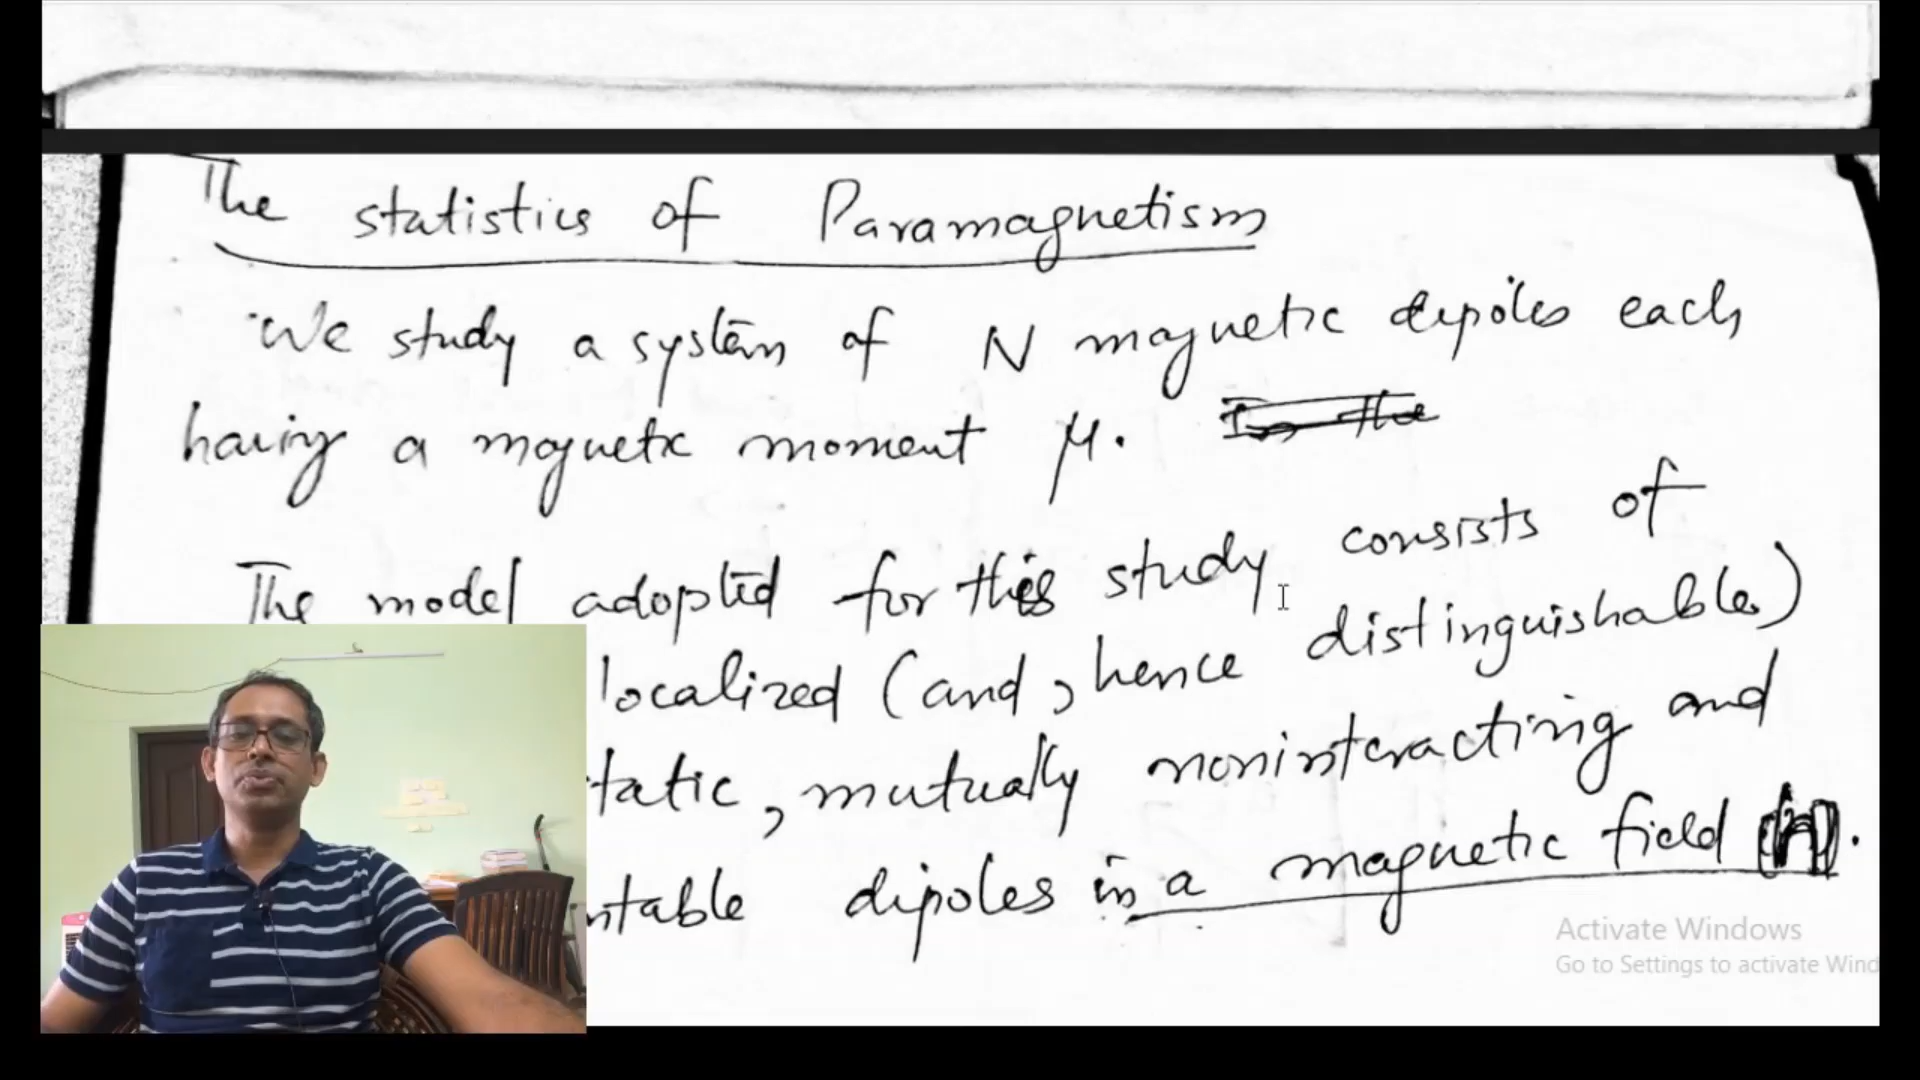 The statistics of Paramagnetism
We study a system of N magnetic dipoles each
having a magnetic moment μ. In the
The model adopted for this study consists of
localized (and, hence distinguishable)
tatic, mutually noninteracting and
ntable dipoles in a magnetic field
Activate Windows
Go to Settings to activate Wind